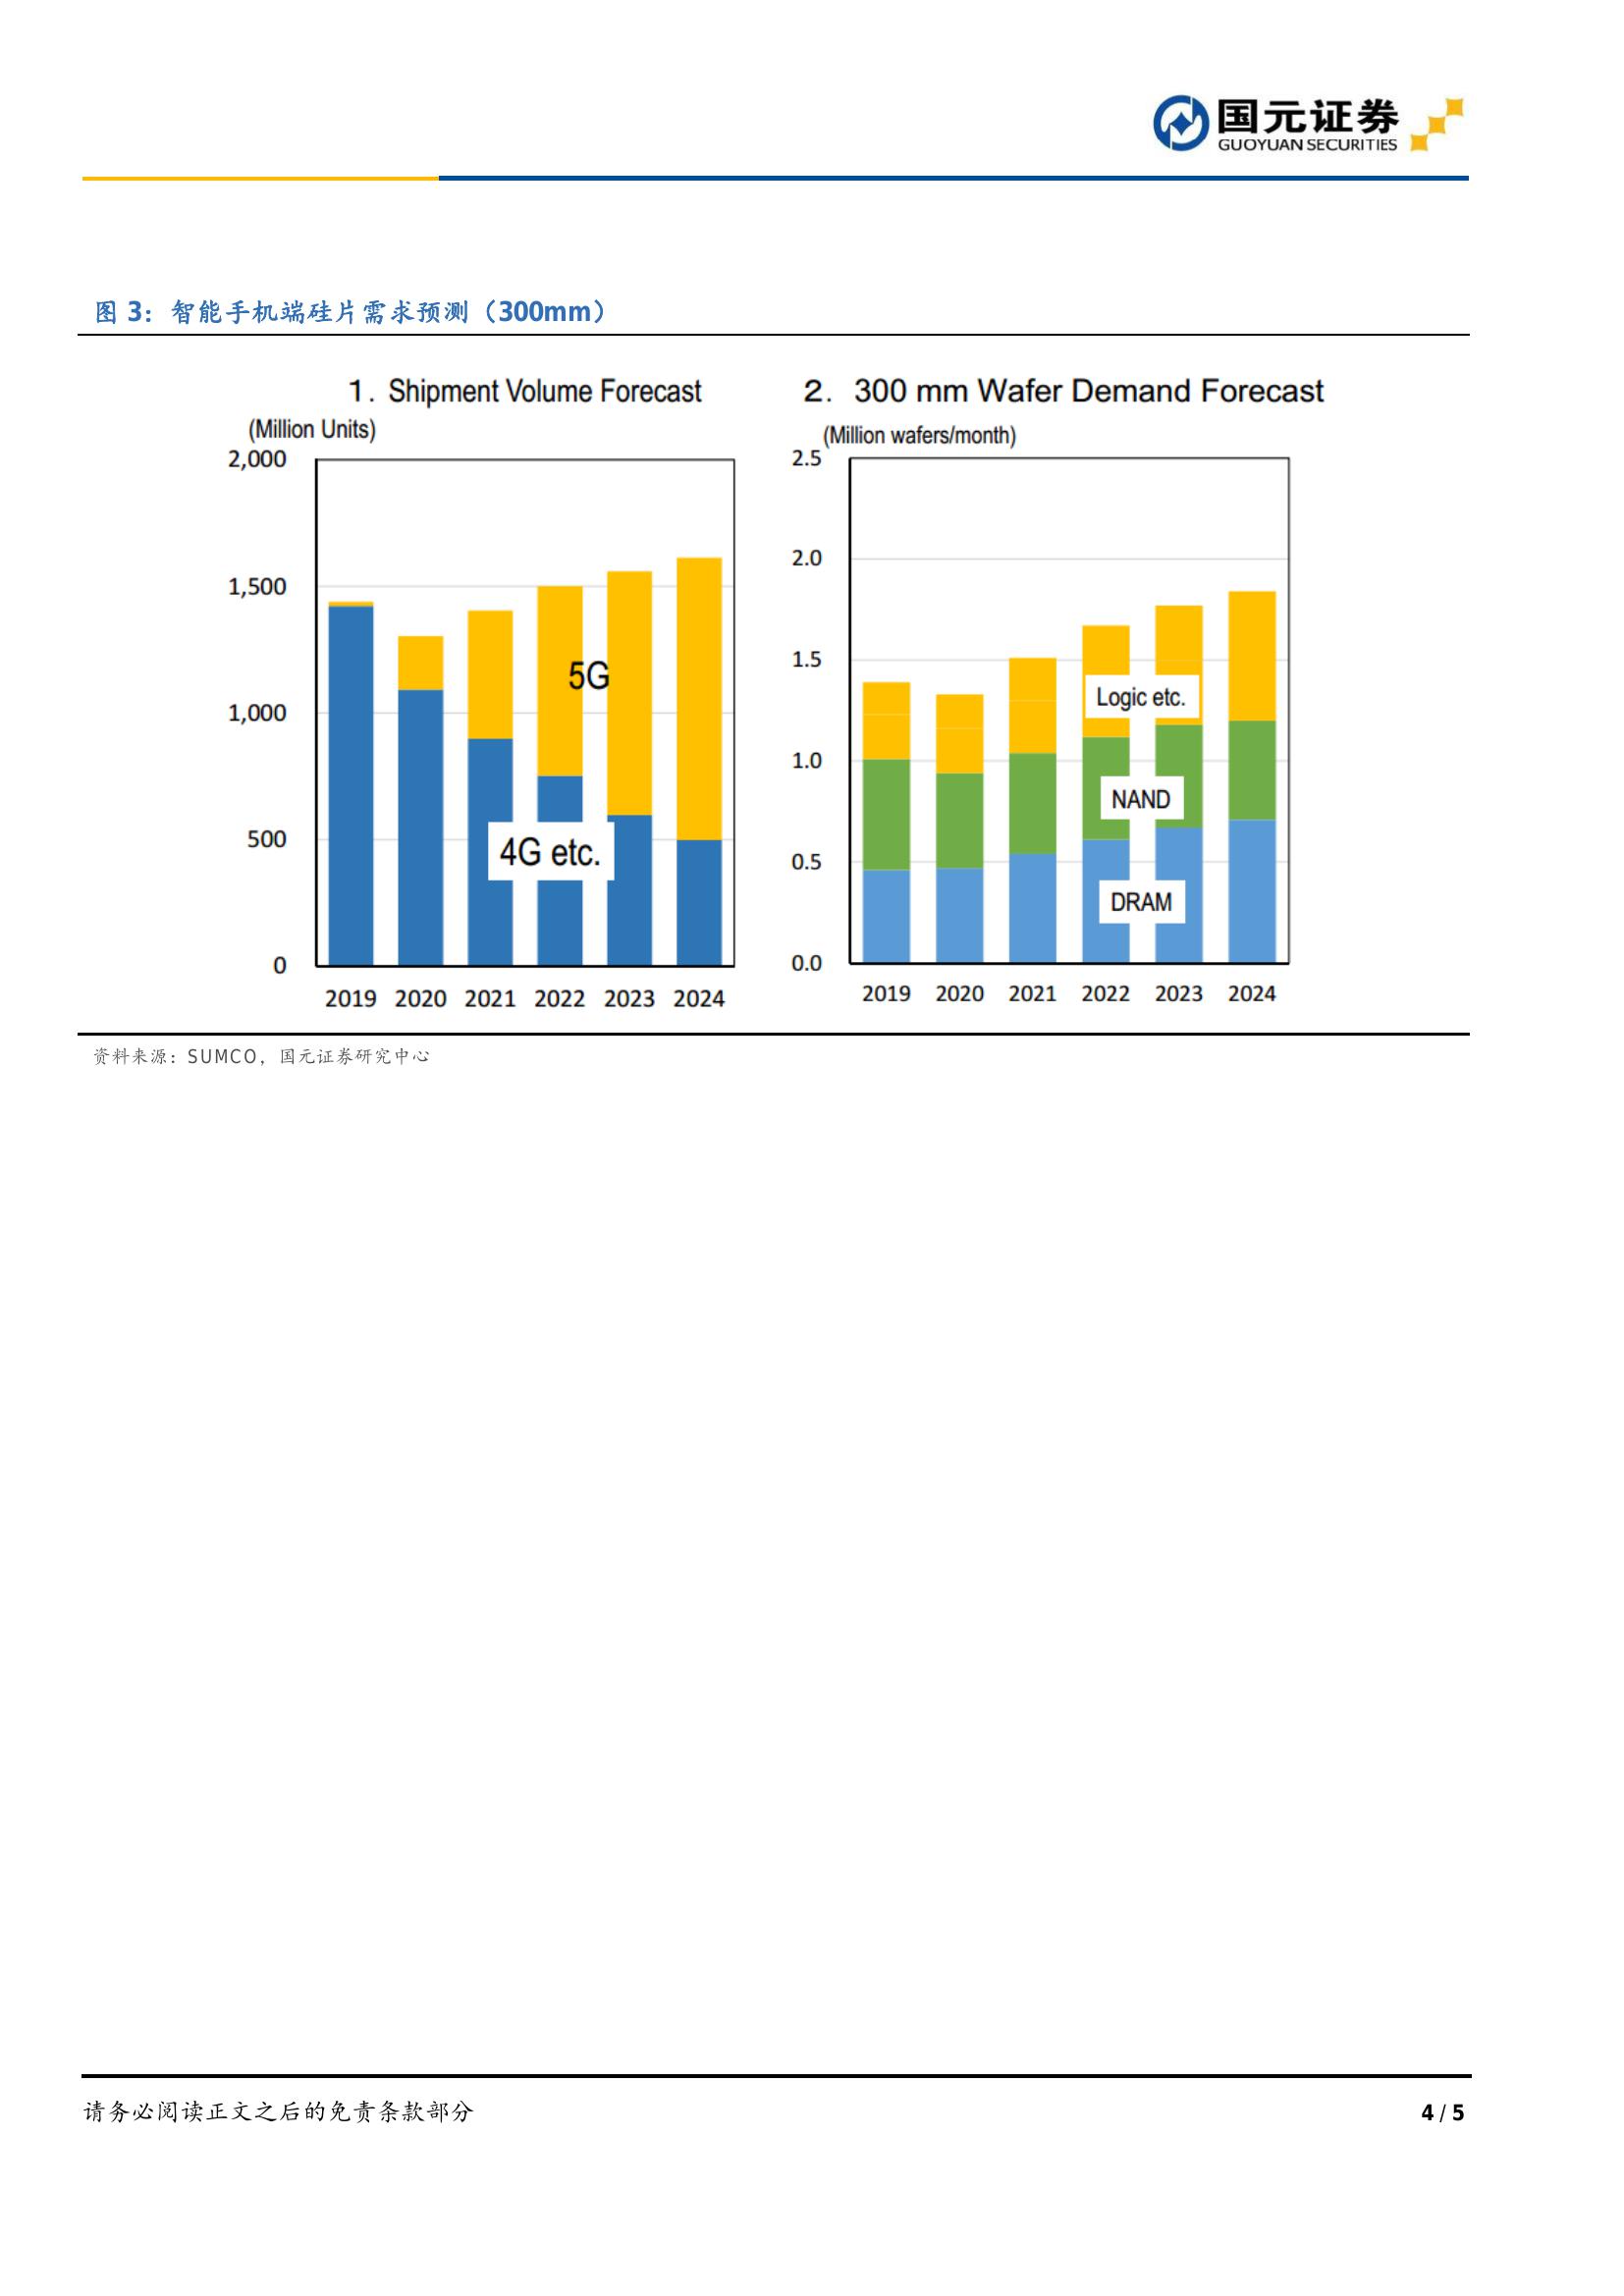 国元证券
GUOYUAN SECURITIES
图 3：智能手机端硅片需求预测（300mm）
1. Shipment Volume Forecast
(Million Units)
2,000
1,500
1,000
500
0
5G
4G etc.
2019 2020 2021 2022 2023 2024
2. 300 mm Wafer Demand Forecast
(Million wafers/month)
2.5
2.0
1.5
1.0
0.5
0.0
Logic etc.
NAND
DRAM
2019 2020 2021 2022 2023 2024
资料来源：SUMCO，国元证券研究中心
请务必阅读正文之后的免责条款部分
4 / 5